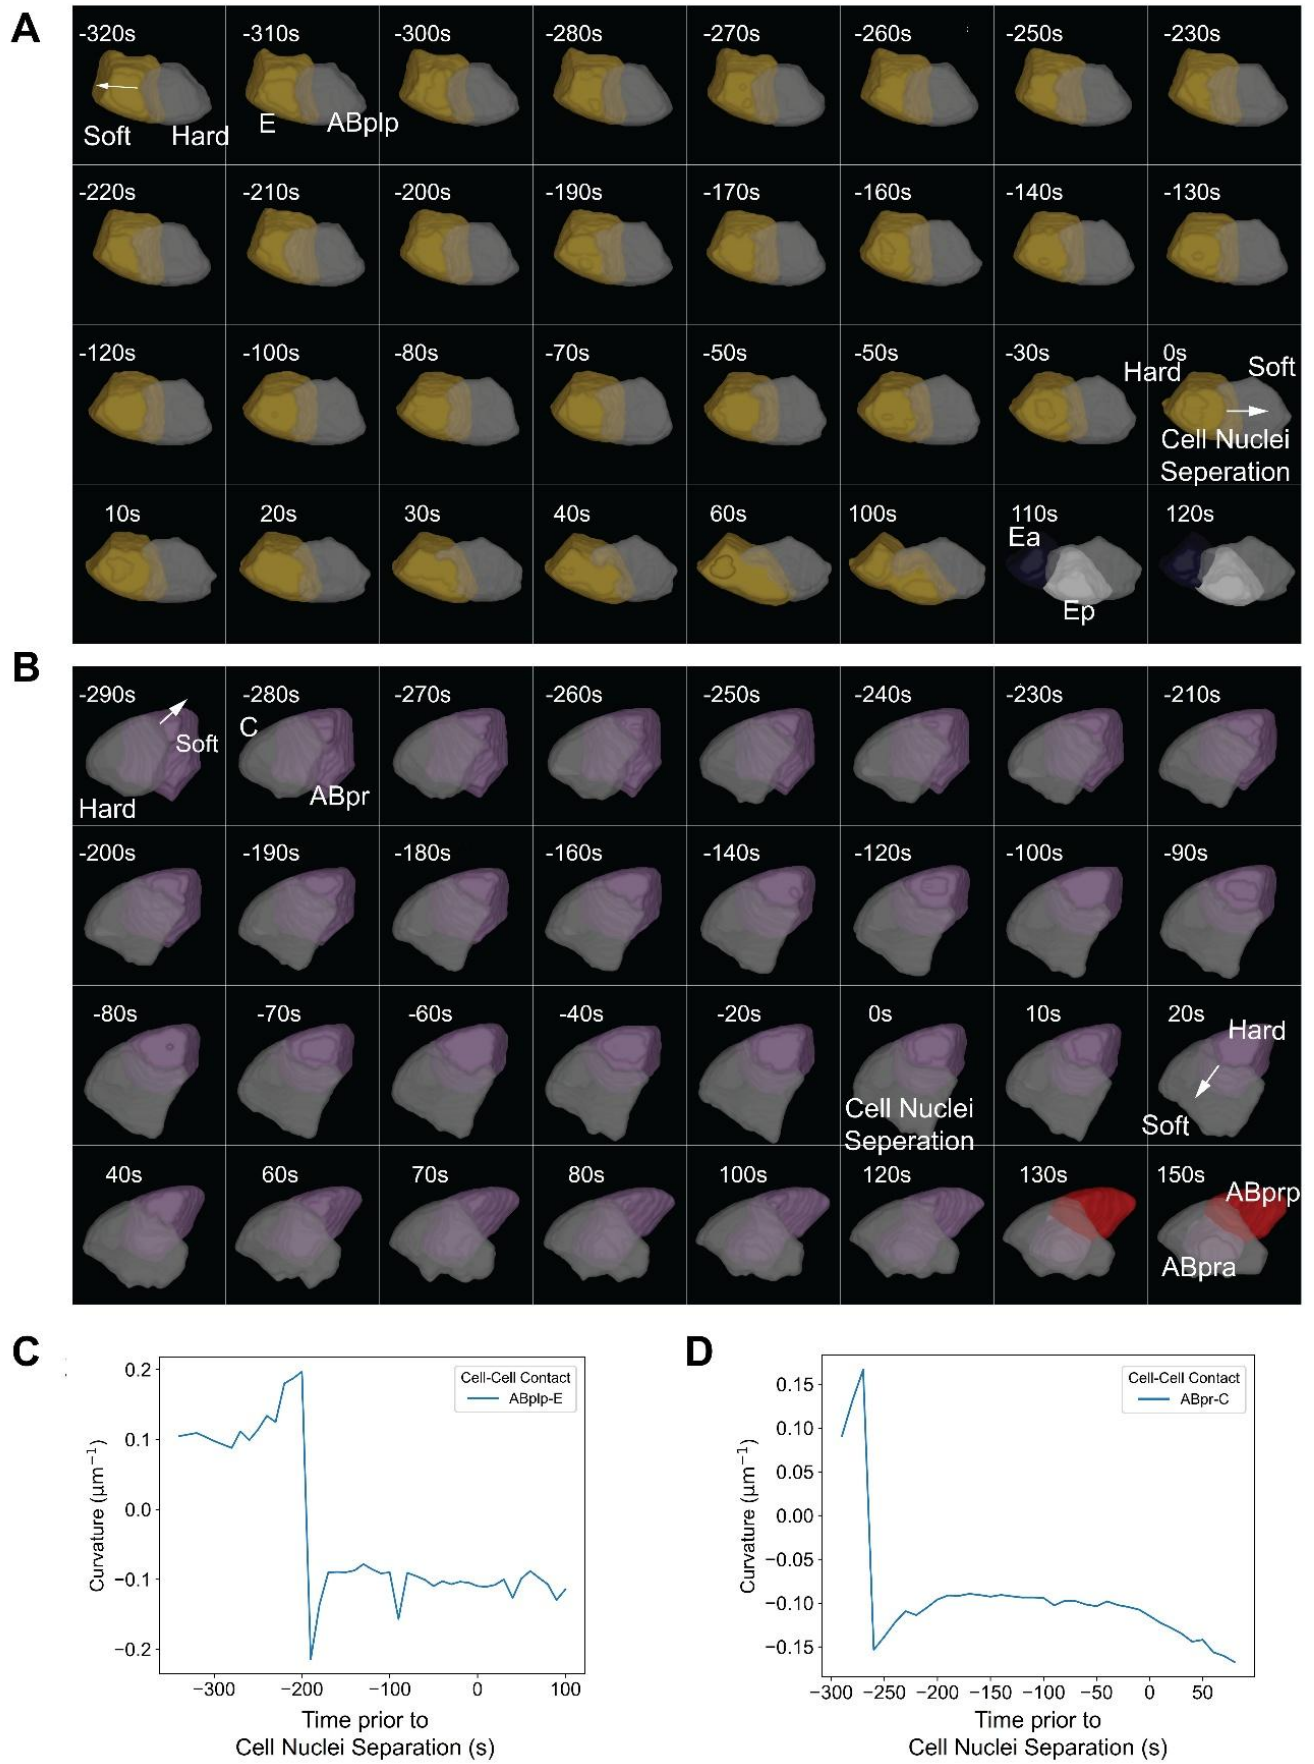 A
-320s -310s -300s -280s -270s -260s -250s -230s
Soft Hard E ABplp
-220s -210s -200s -190s -170s -160s -140s -130s
-120s -100s -80s -70s -50s -50s -30s 0s
Hard Soft
Cell Nuclei
Seperation
10s 20s 30s 40s 60s 100s 110s 120s
Ea
Ep
B
-290s -280s -270s -260s -250s -240s -230s -210s
C
Soft
Hard ABpr
-200s -190s -180s -160s -140s -120s -100s -90s
-80s -70s -60s -40s -20s 0s 10s 20s
Hard
Cell Nuclei
Seperation
Soft
40s 60s 70s 80s 100s 120s 130s 150s
ABprp
ABpra
C
Cell-Cell Contact
ABplp-E
Curvature (μm⁻¹)
0.2
0.1
0.0
−0.1
−0.2
−300 −200 −100 0 100
Time prior to
Cell Nuclei Separation (s)
D
Cell-Cell Contact
ABpr-C
Curvature (μm⁻¹)
0.15
0.10
0.05
0.00
−0.05
−0.10
−0.15
−300 −250 −200 −150 −100 −50 0 50
Time prior to
Cell Nuclei Separation (s)